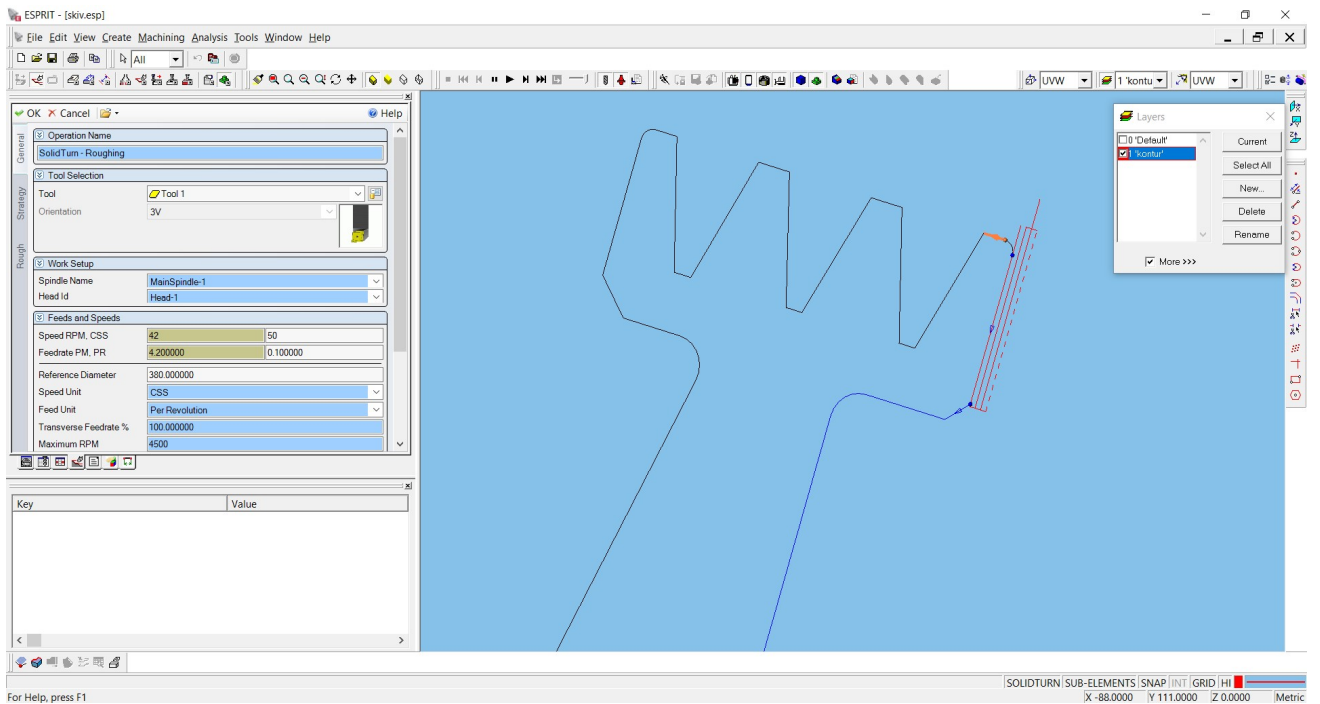 ESPRIT - [skiv.esp]
File Edit View Create Machining Analysis Tools Window Help
All
UVW
1 'kontu
UVW
OK Cancel
Help
General
Strategy
Rough
Operation Name
SolidTurn - Roughing
Tool Selection
Tool Tool 1
Orientation 3V
Work Setup
Spindle Name MainSpindle-1
Head Id Head-1
Feeds and Speeds
Speed RPM, CSS 42 50
Feedrate PM, PR 4.200000 0.100000
Reference Diameter 380.000000
Speed Unit CSS
Feed Unit Per Revolution
Transverse Feedrate % 100.000000
Maximum RPM 4500
Key Value
Layers
0 'Default'
1 'kontur'
Current
Select All
New...
Delete
Rename
More >>>
SOLIDTURN SUB-ELEMENTS SNAP INT GRID HI
For Help, press F1
X -88.0000 Y 111.0000 Z 0.0000 Metric